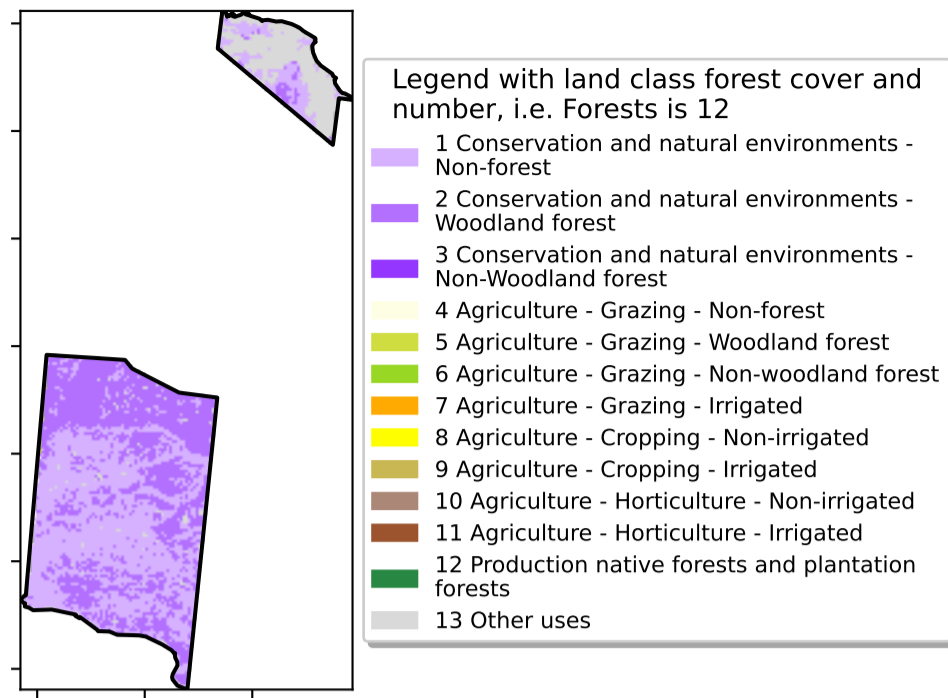 Legend with land class forest cover and
number, i.e. Forests is 12
1 Conservation and natural environments -
Non-forest
2 Conservation and natural environments -
Woodland forest
3 Conservation and natural environments -
Non-Woodland forest
4 Agriculture - Grazing - Non-forest
5 Agriculture - Grazing - Woodland forest
6 Agriculture - Grazing - Non-woodland forest
7 Agriculture - Grazing - Irrigated
8 Agriculture - Cropping - Non-irrigated
9 Agriculture - Cropping - Irrigated
10 Agriculture - Horticulture - Non-irrigated
11 Agriculture - Horticulture - Irrigated
12 Production native forests and plantation
forests
13 Other uses